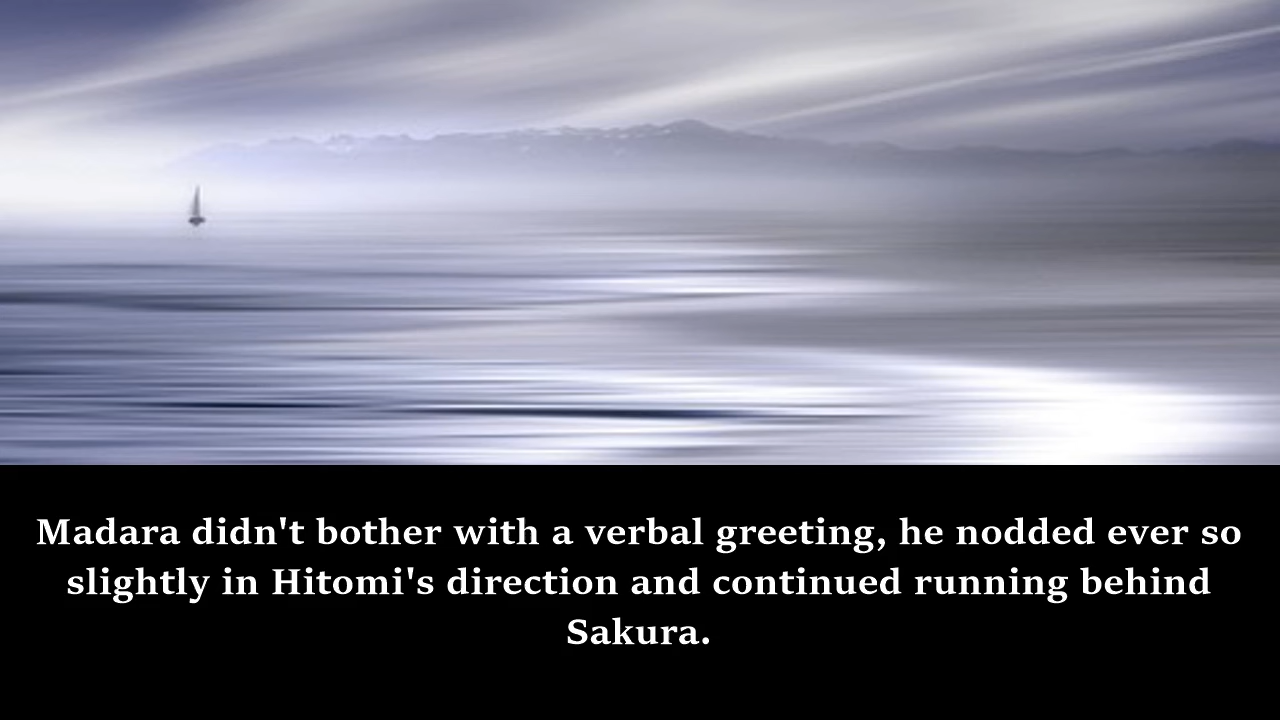 Madara didn't bother with a verbal greeting, he nodded ever so
slightly in Hitomi's direction and continued running behind
Sakura.